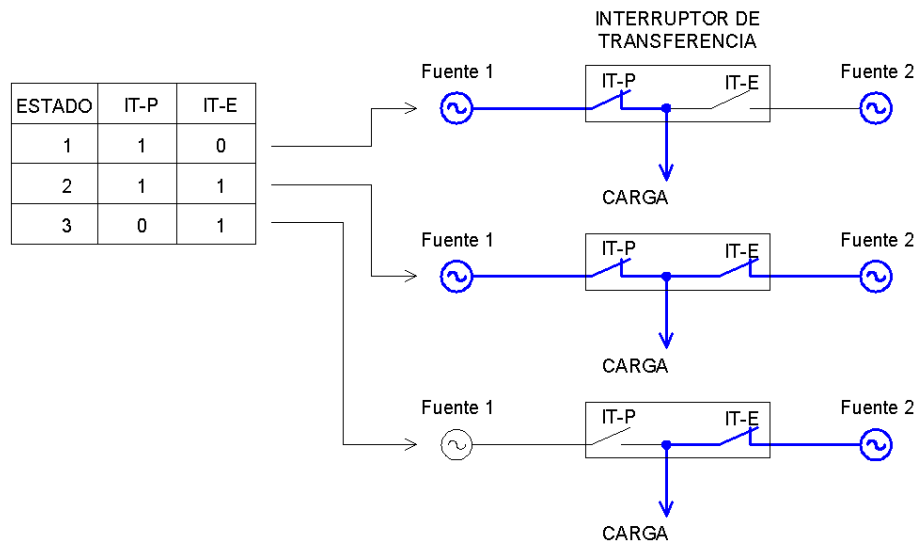 INTERRUPTOR DE
TRANSFERENCIA
ESTADO IT-P IT-E
1 1 0
2 1 1
3 0 1
Fuente 1
IT-P
IT-E
Fuente 2
CARGA
Fuente 1
IT-P
IT-E
Fuente 2
CARGA
Fuente 1
IT-P
IT-E
Fuente 2
CARGA